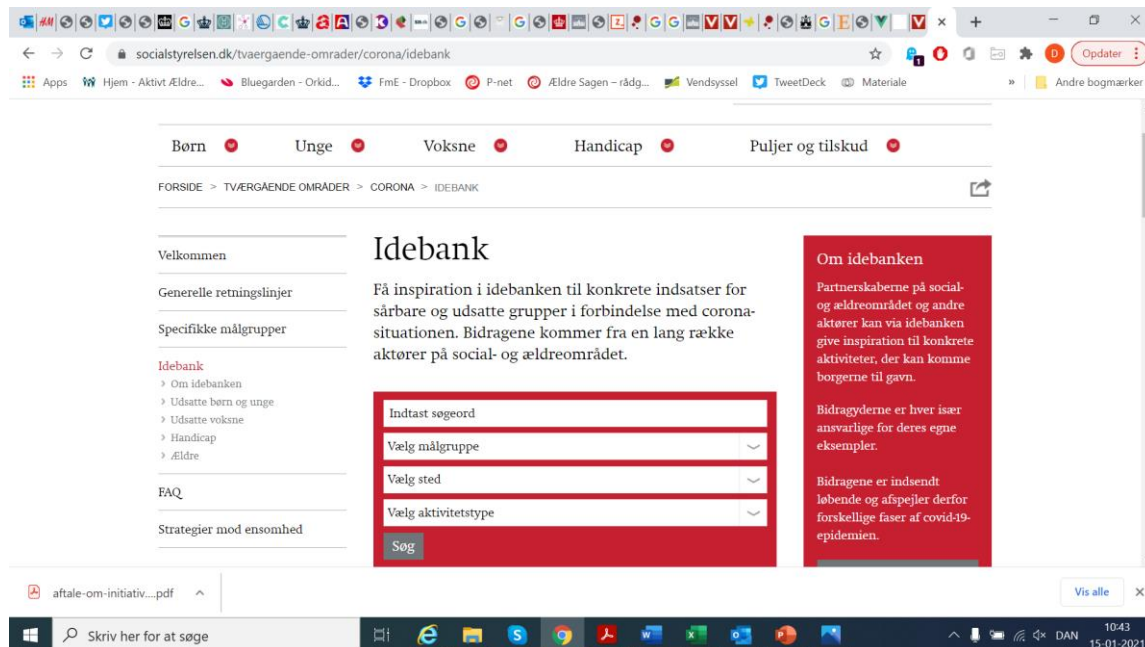 socialstyrelsen.dk/tvaergaende-omrader/corona/idebank
Opdater
Apps Hjem - Aktivt Ældre... Bluegarden - Orkid... FmE - Dropbox P-net Ældre Sagen – rådg... Vendsyssel TweetDeck Materiale » Andre bogmærker
Børn Unge Voksne Handicap Puljer og tilskud
FORSIDE > TVÆRGÅENDE OMRÅDER > CORONA > IDEBANK
Velkommen
Generelle retningslinjer
Specifikke målgrupper
Idebank
> Om idebanken
> Udsatte børn og unge
> Udsatte voksne
> Handicap
> Ældre
FAQ
Strategier mod ensomhed
Idebank
Få inspiration i idebanken til konkrete indsatser for
sårbare og udsatte grupper i forbindelse med corona-
situationen. Bidragene kommer fra en lang række
aktører på social- og ældreområdet.
Indtast søgeord
Vælg målgruppe
Vælg sted
Vælg aktivitetstype
Søg
Om idebanken
Partnerskaberne på social-
og ældreområdet og andre
aktører kan via idebanken
give inspiration til konkrete
aktiviteter, der kan komme
borgerne til gavn.
Bidragyderne er hver især
ansvarlige for deres egne
eksempler.
Bidragene er indsendt
løbende og afspejler derfor
forskellige faser af covid-19-
epidemien.
aftale-om-initiativ....pdf
Vis alle
Skriv her for at søge
DAN
10:43
15-01-2021